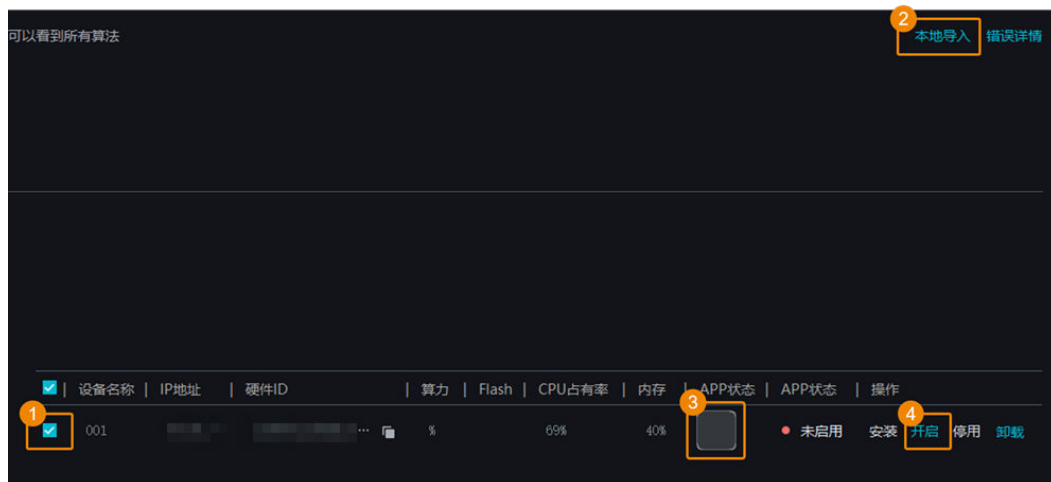 2
可以看到所有算法 本地导入 错误详情
| 设备名称 | IP地址 | 硬件ID | 算力 | Flash | CPU占有率 | 内存 | APP状态 | APP状态 | 操作
1 3 4
001 ... % 69% 40% 未启用 安装 开启 停用 卸载